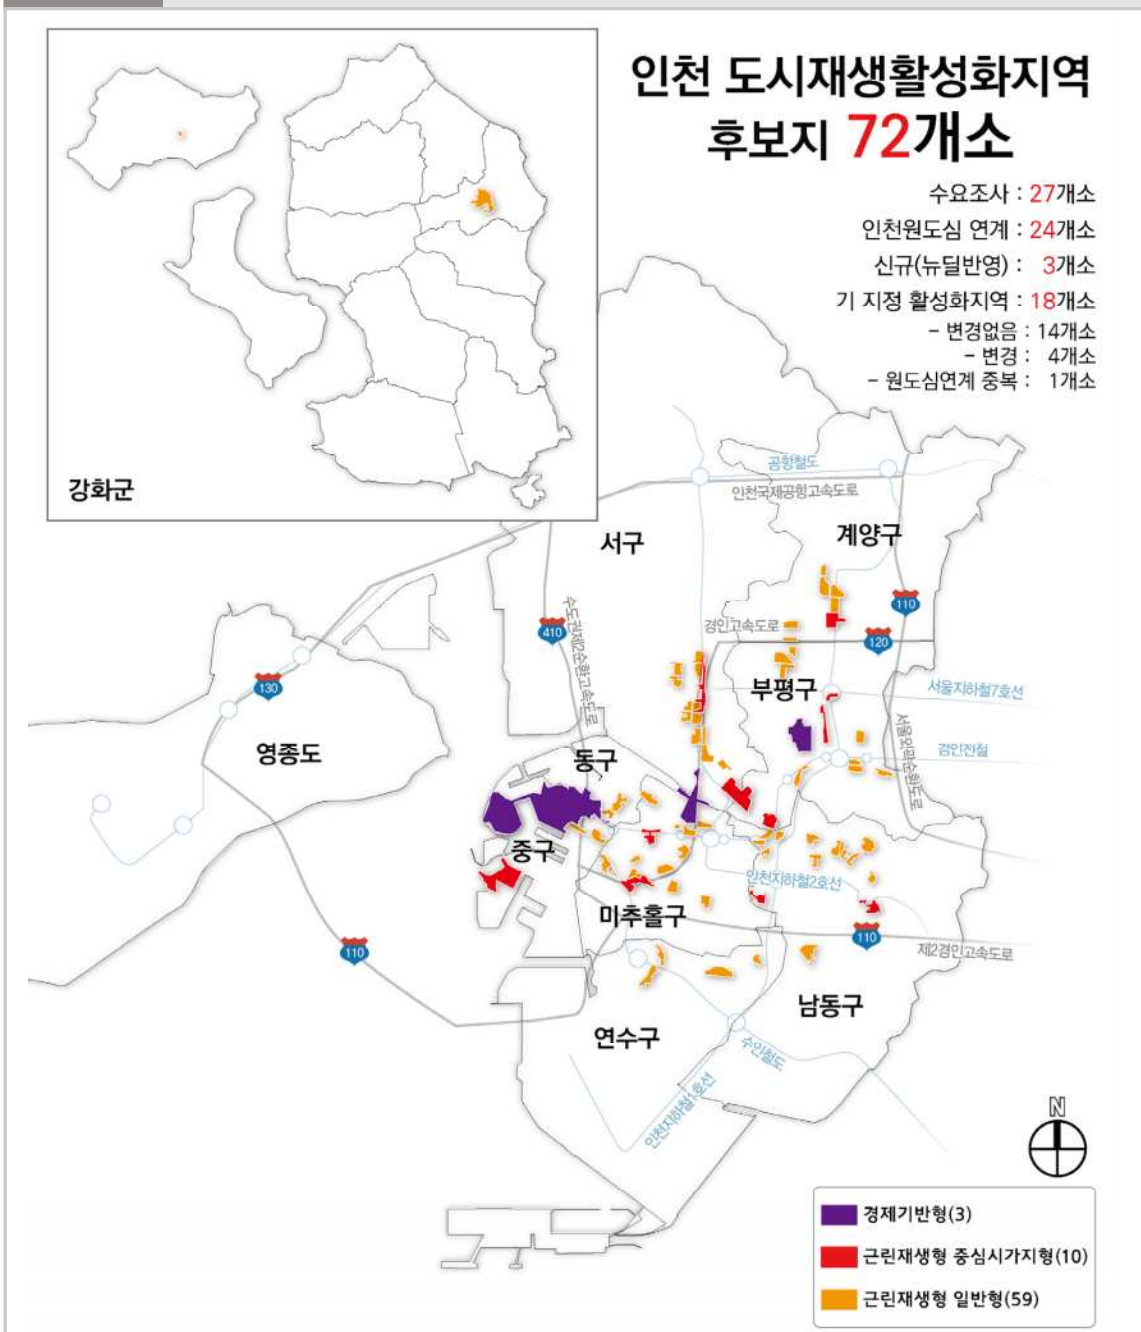 인천 도시재생활성화지역
후보지 72개소
수요조사 : 27개소
인천원도심 연계 : 24개소
신규(뉴딜반영) : 3개소
기 지정 활성화지역 : 18개소
- 변경없음 : 14개소
- 변경 : 4개소
- 원도심연계 중복 : 1개소
강화군
공항철도
인천국제공항고속도로
서구
계양구
110
410
수도권제2순환고속도로
경인고속도로
120
130
부평구
서울지하철7호선
서울외곽순환도로
경인전철
영종도
동구
중구
인천지하철2호선
미추홀구
110
110
제2경인고속도로
남동구
연수구
수인철도
인천지하철1호선
N
경제기반형(3)
근린재생형 중심시가지형(10)
근린재생형 일반형(59)